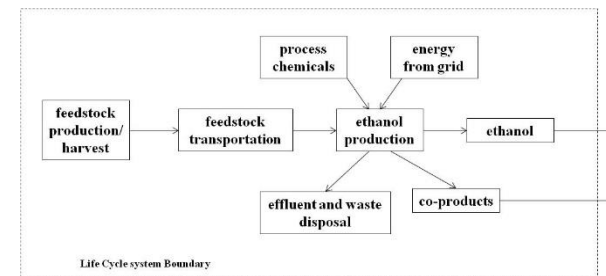 process
chemicals
energy
from grid
feedstock
production/
harvest
feedstock
transportation
ethanol
production
ethanol
effluent and waste
disposal
co-products
Life Cycle system Boundary